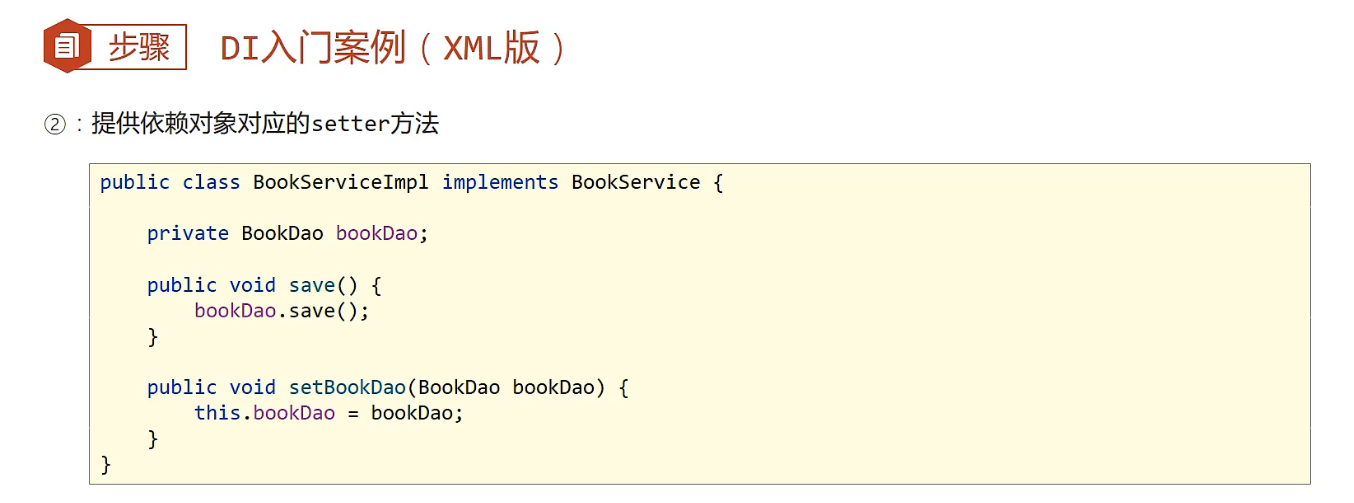 步骤 DI入门案例（XML版）
②：提供依赖对象对应的setter方法
public class BookServiceImpl implements BookService {
    private BookDao bookDao;
    public void save() {
        bookDao.save();
    }
    public void setBookDao(BookDao bookDao) {
        this.bookDao = bookDao;
    }
}